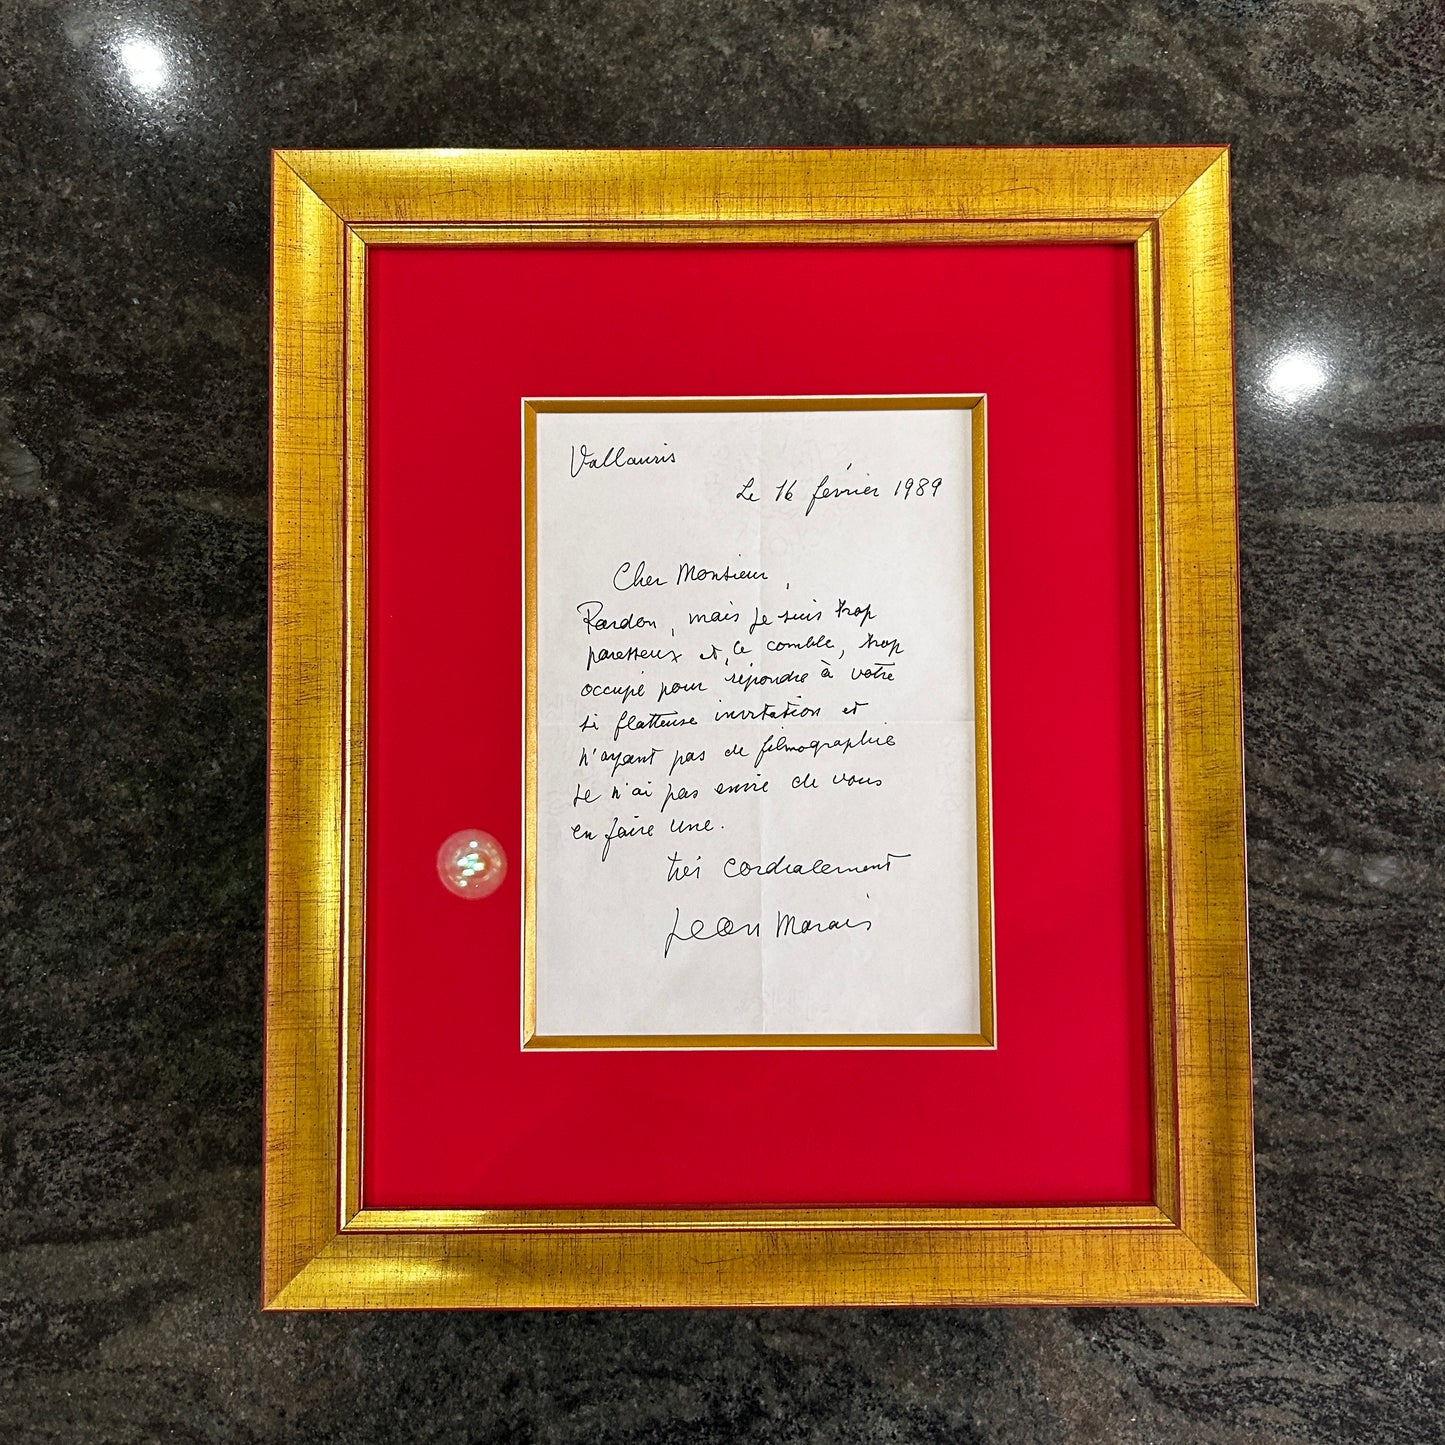 Vallauris
Le 16 février 1989
Cher Monsieur,
Pardon, mais je suis trop
paresseux et, le comble, trop
occupé pour répondre à votre
si flatteuse invitation et
n'ayant pas de filmographie
je n'ai pas envie de vous
en faire une.
très cordialement
Jean Marais